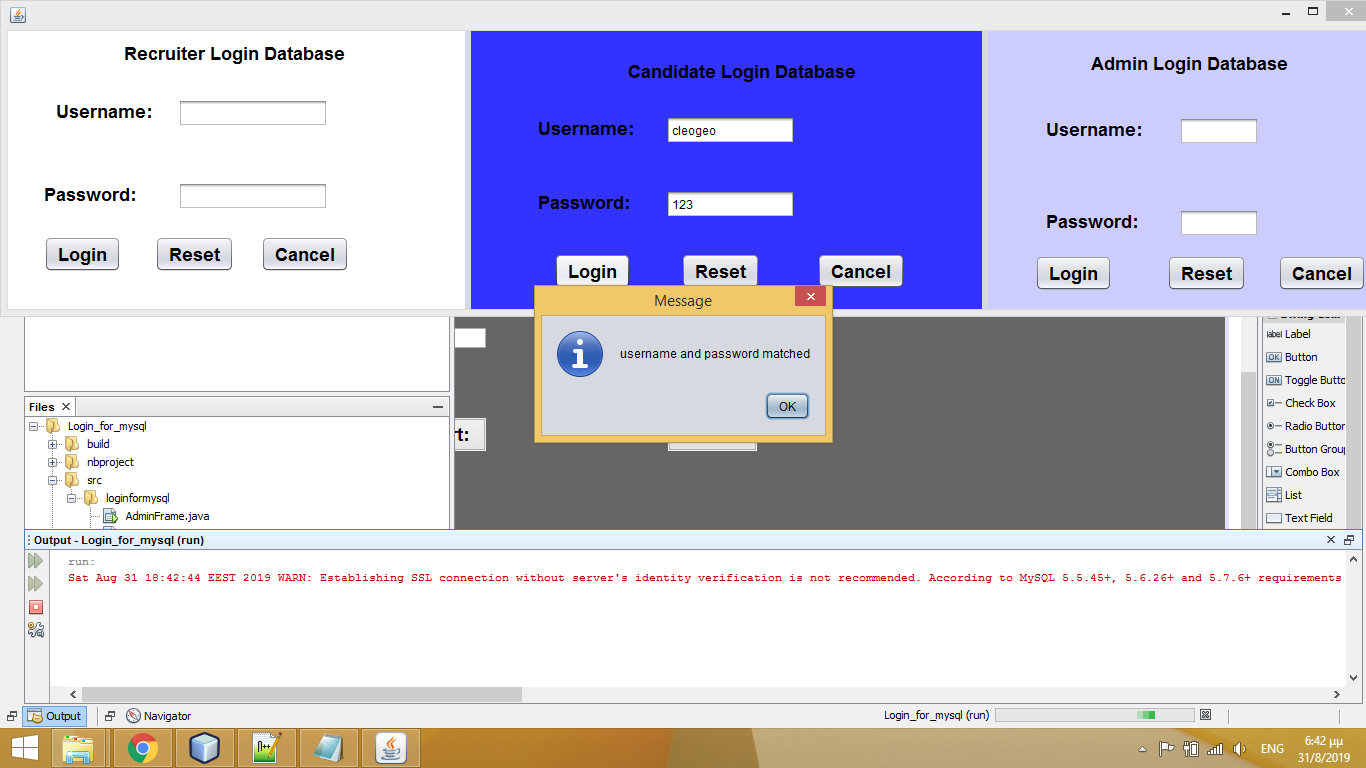 Recruiter Login Database
Username:
Password:
Login Reset Cancel
Candidate Login Database
Username: cleogeo
Password: 123
Login Reset Cancel
Admin Login Database
Username:
Password:
Login Reset Cancel
Message
username and password matched
OK
t:
Label
OK Button
ON Toggle Butto
Check Box
Radio Button
Button Grou
Combo Box
List
Text Field
Files
Login_for_mysql
build
nbproject
src
loginformysql
AdminFrame.java
Output - Login_for_mysql (run)
run:
Sat Aug 31 18:42:44 EEST 2019 WARN: Establishing SSL connection without server's identity verification is not recommended. According to MySQL 5.5.45+, 5.6.26+ and 5.7.6+ requirements
Output Navigator
Login_for_mysql (run)
ENG
6:42 μμ
31/8/2019